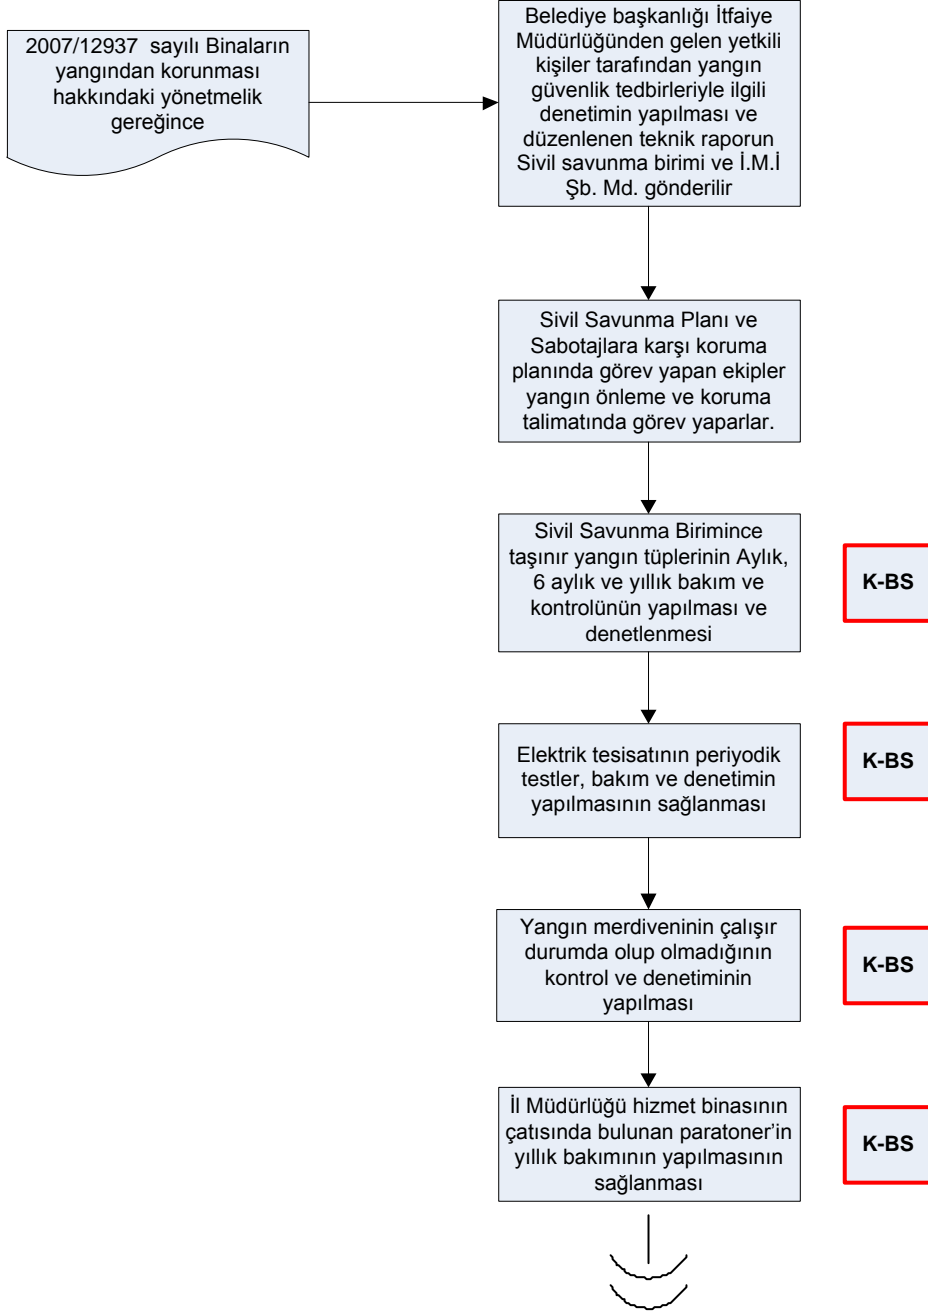 2007/12937 sayılı Binaların
yangından korunması
hakkındaki yönetmelik
gereğince
Belediye başkanlığı İtfaiye
Müdürlüğünden gelen yetkili
kişiler tarafından yangın
güvenlik tedbirleriyle ilgili
denetimin yapılması ve
düzenlenen teknik raporun
Sivil savunma birimi ve İ.M.İ
Şb. Md. gönderilir
Sivil Savunma Planı ve
Sabotajlara karşı koruma
planında görev yapan ekipler
yangın önleme ve koruma
talimatında görev yaparlar.
Sivil Savunma Birimince
taşınır yangın tüplerinin Aylık,
6 aylık ve yıllık bakım ve
kontrolünün yapılması ve
denetlenmesi
K-BS
Elektrik tesisatının periyodik
testler, bakım ve denetimin
yapılmasının sağlanması
K-BS
Yangın merdiveninin çalışır
durumda olup olmadığının
kontrol ve denetiminin
yapılması
K-BS
İl Müdürlüğü hizmet binasının
çatısında bulunan paratoner’in
yıllık bakımının yapılmasının
sağlanması
K-BS